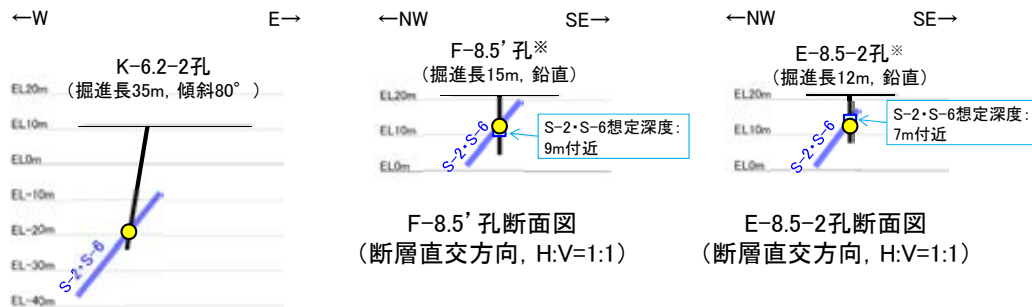 ←W E→
K-6.2-2孔
（掘進長35m, 傾斜80°）
EL20m
EL10m
EL0m
EL-10m
EL-20m
EL-30m
EL-40m
S-2・S-6
←NW SE→
F-8.5’孔※
（掘進長15m, 鉛直）
EL20m
EL10m
EL0m
S-2・S-6
S-2・S-6想定深度：
9m付近
F-8.5’孔断面図
（断層直交方向, H:V=1:1）
←NW SE→
E-8.5-2孔※
（掘進長12m, 鉛直）
EL20m
EL10m
EL0m
S-2・S-6
S-2・S-6想定深度：
7m付近
E-8.5-2孔断面図
（断層直交方向, H:V=1:1）